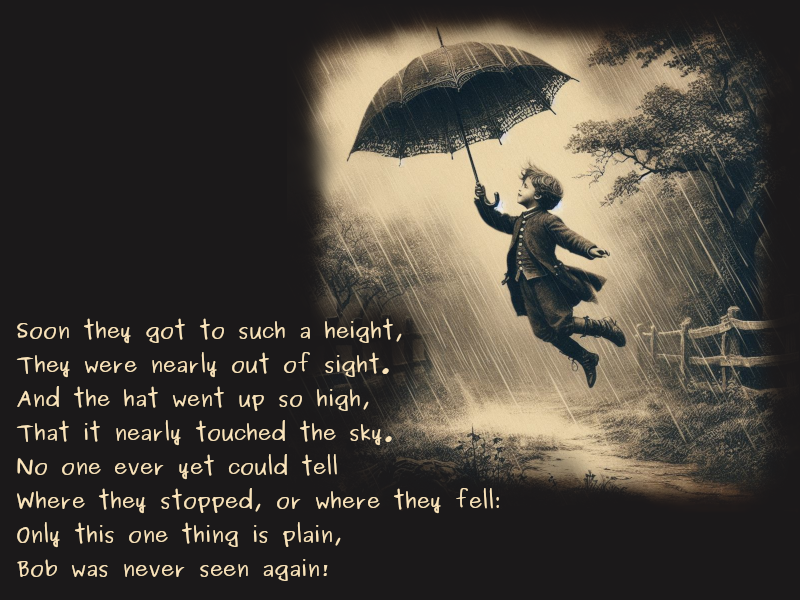 Soon they got to such a height,
They were nearly out of sight.
And the hat went up so high,
That it nearly touched the sky.
No one ever yet could tell
Where they stopped, or where they fell:
Only this one thing is plain,
Bob was never seen again!